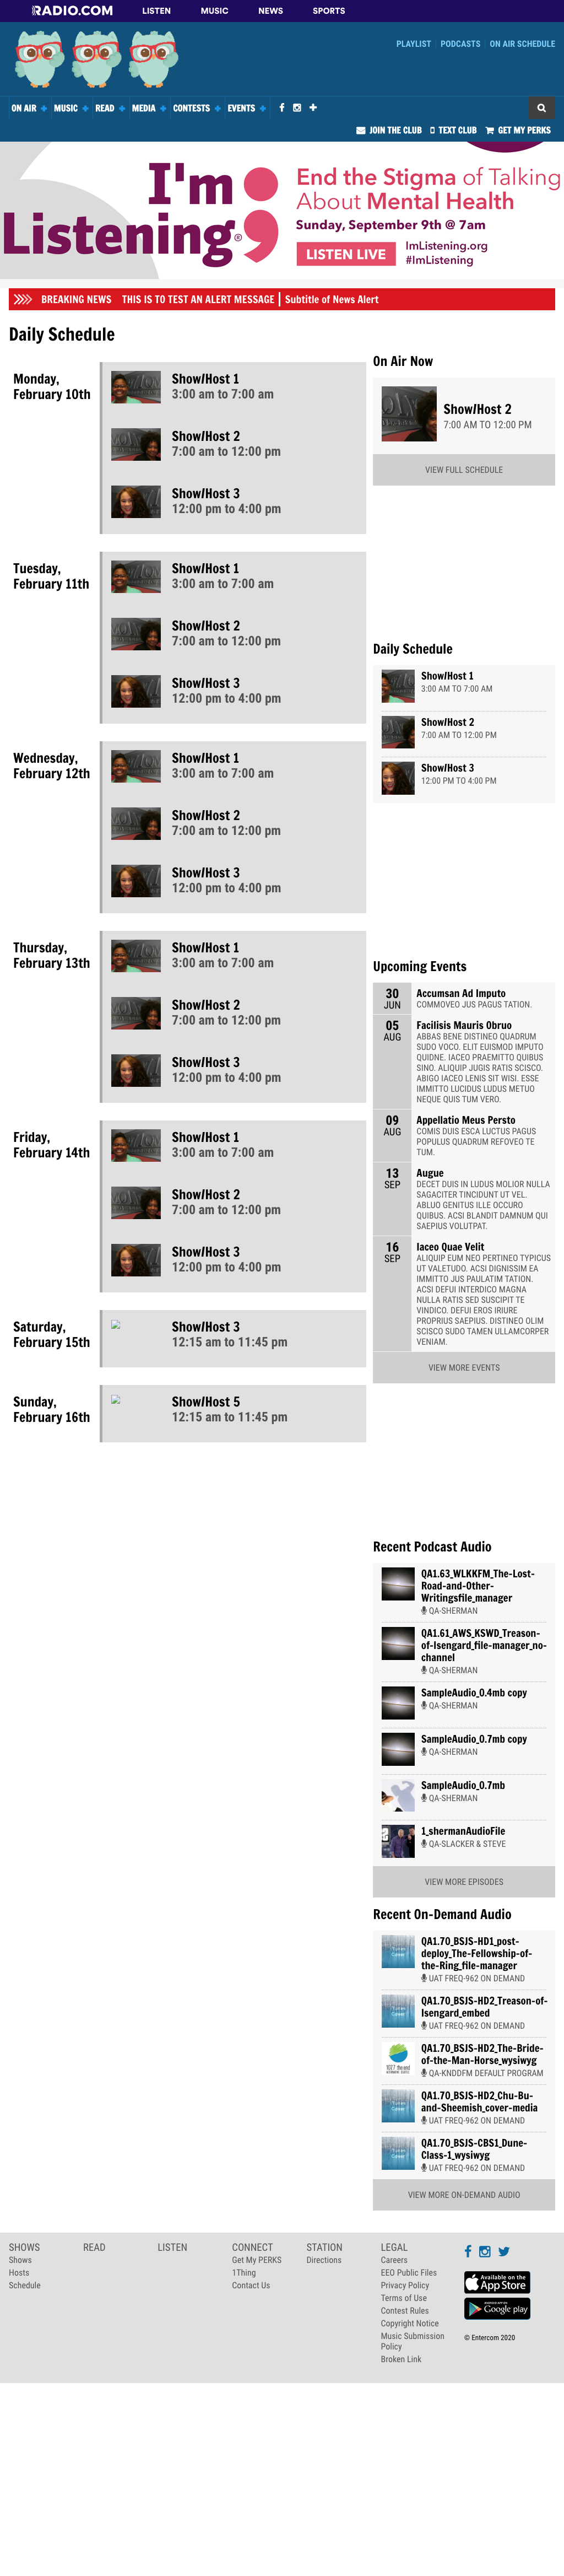 RADIO.COM LISTEN MUSIC NEWS SPORTS
PLAYLIST PODCASTS ON AIR SCHEDULE
ON AIR MUSIC READ MEDIA CONTESTS EVENTS
JOIN THE CLUB TEXT CLUB GET MY PERKS
I'm Listening®
End the Stigma of Talking
About Mental Health
Sunday, September 9th @ 7am
LISTEN LIVE
ImListening.org
#ImListening
BREAKING NEWS THIS IS TO TEST AN ALERT MESSAGE | Subtitle of News Alert
Daily Schedule
Monday,
February 10th
Show/Host 1
3:00 am to 7:00 am
Show/Host 2
7:00 am to 12:00 pm
Show/Host 3
12:00 pm to 4:00 pm
Tuesday,
February 11th
Show/Host 1
3:00 am to 7:00 am
Show/Host 2
7:00 am to 12:00 pm
Show/Host 3
12:00 pm to 4:00 pm
Wednesday,
February 12th
Show/Host 1
3:00 am to 7:00 am
Show/Host 2
7:00 am to 12:00 pm
Show/Host 3
12:00 pm to 4:00 pm
Thursday,
February 13th
Show/Host 1
3:00 am to 7:00 am
Show/Host 2
7:00 am to 12:00 pm
Show/Host 3
12:00 pm to 4:00 pm
Friday,
February 14th
Show/Host 1
3:00 am to 7:00 am
Show/Host 2
7:00 am to 12:00 pm
Show/Host 3
12:00 pm to 4:00 pm
Saturday,
February 15th
Show/Host 3
12:15 am to 11:45 pm
Sunday,
February 16th
Show/Host 5
12:15 am to 11:45 pm
On Air Now
Show/Host 2
7:00 AM TO 12:00 PM
VIEW FULL SCHEDULE
Daily Schedule
Show/Host 1
3:00 AM TO 7:00 AM
Show/Host 2
7:00 AM TO 12:00 PM
Show/Host 3
12:00 PM TO 4:00 PM
Upcoming Events
30
JUN
Accumsan Ad Imputo
COMMOVEO JUS PAGUS TATION.
05
AUG
Facilisis Mauris Obruo
ABBAS BENE DISTINEO QUADRUM
SUDO VOCO. ELIT EUISMOD IMPUTO
QUIDNE. IACEO PRAEMITTO QUIBUS
SINO. ALIQUIP JUGIS RATIS SCISCO.
ABIGO IACEO LENIS SIT WISI. ESSE
IMMITTO LUCIDUS LUDUS METUO
NEQUE QUIS TUM VERO.
09
AUG
Appellatio Meus Persto
COMIS DUIS ESCA LUCTUS PAGUS
POPULUS QUADRUM REFOVEO TE
TUM.
13
SEP
Augue
DECET DUIS IN LUDUS MOLIOR NULLA
SAGACITER TINCIDUNT UT VEL.
ABLUO GENITUS ILLE OCCURO
QUIBUS. ACSI BLANDIT DAMNUM QUI
SAEPIUS VOLUTPAT.
16
SEP
Iaceo Quae Velit
ALIQUIP EUM NEO PERTINEO TYPICUS
UT VALETUDO. ACSI DIGNISSIM EA
IMMITTO JUS PAULATIM TATION.
ACSI DEFUI INTERDICO MAGNA
NULLA RATIS SED SUSCIPIT TE
VINDICO. DEFUI EROS IRIURE
PROPRIUS SAEPIUS. DISTINEO OLIM
SCISCO SUDO TAMEN ULLAMCORPER
VENIAM.
VIEW MORE EVENTS
Recent Podcast Audio
QA1.63_WLKKFM_The-Lost-
Road-and-Other-
Writingsfile_manager
QA-SHERMAN
QA1.61_AWS_KSWD_Treason-
of-Isengard_file-manager_no-
channel
QA-SHERMAN
SampleAudio_0.4mb copy
QA-SHERMAN
SampleAudio_0.7mb copy
QA-SHERMAN
SampleAudio_0.7mb
QA-SHERMAN
1_shermanAudioFile
QA-SLACKER & STEVE
VIEW MORE EPISODES
Recent On-Demand Audio
QA1.70_BSJS-HD1_post-
deploy_The-Fellowship-of-
the-Ring_file-manager
UAT FREQ-962 ON DEMAND
QA1.70_BSJS-HD2_Treason-of-
Isengard_embed
UAT FREQ-962 ON DEMAND
QA1.70_BSJS-HD2_The-Bride-
of-the-Man-Horse_wysiwyg
QA-KNDDFM DEFAULT PROGRAM
QA1.70_BSJS-HD2_Chu-Bu-
and-Sheemish_cover-media
UAT FREQ-962 ON DEMAND
QA1.70_BSJS-CBS1_Dune-
Class-1_wysiwyg
UAT FREQ-962 ON DEMAND
VIEW MORE ON-DEMAND AUDIO
SHOWS
Shows
Hosts
Schedule
READ
LISTEN
CONNECT
Get My PERKS
1Thing
Contact Us
STATION
Directions
LEGAL
Careers
EEO Public Files
Privacy Policy
Terms of Use
Contest Rules
Copyright Notice
Music Submission
Policy
Broken Link
Available on the
App Store
Google play
© Entercom 2020